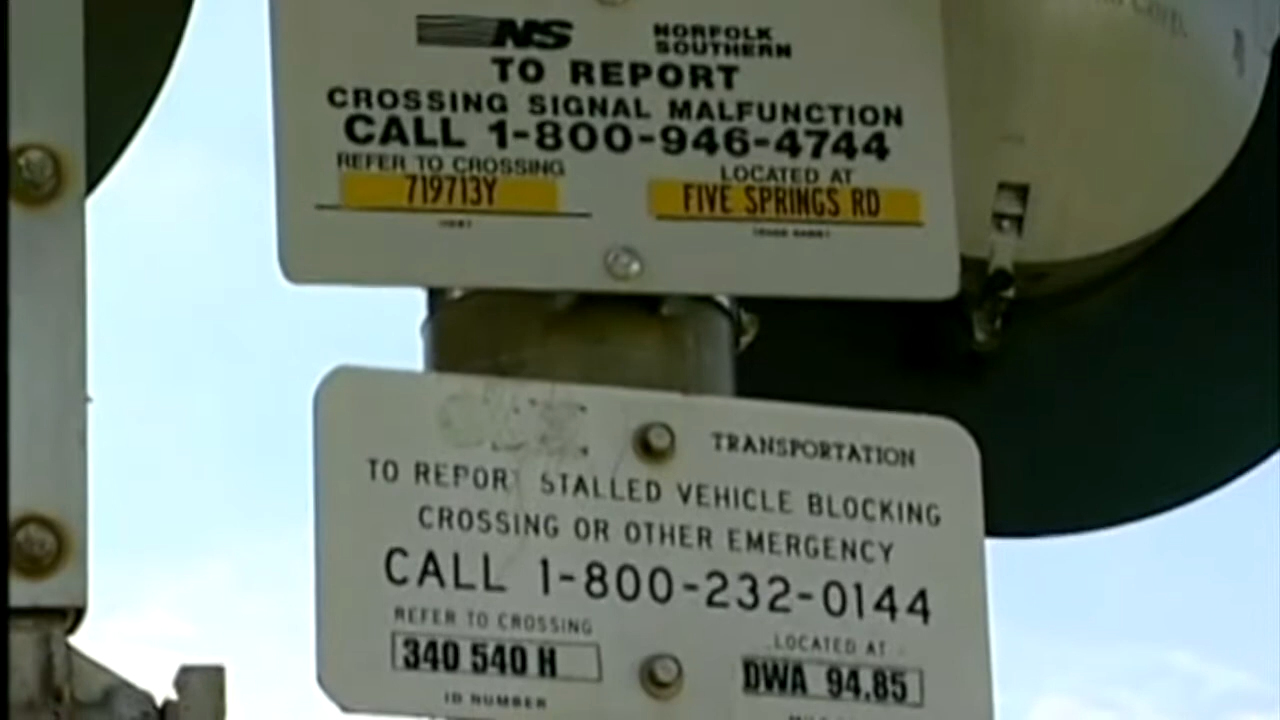 NS NORFOLK SOUTHERN
TO REPORT
CROSSING SIGNAL MALFUNCTION
CALL 1-800-946-4744
REFER TO CROSSING LOCATED AT
719713Y FIVE SPRINGS RD
TRANSPORTATION
TO REPORT STALLED VEHICLE BLOCKING
CROSSING OR OTHER EMERGENCY
CALL 1-800-232-0144
REFER TO CROSSING LOCATED AT
340 540 H DWA 94.85
ID NUMBER
Corp.